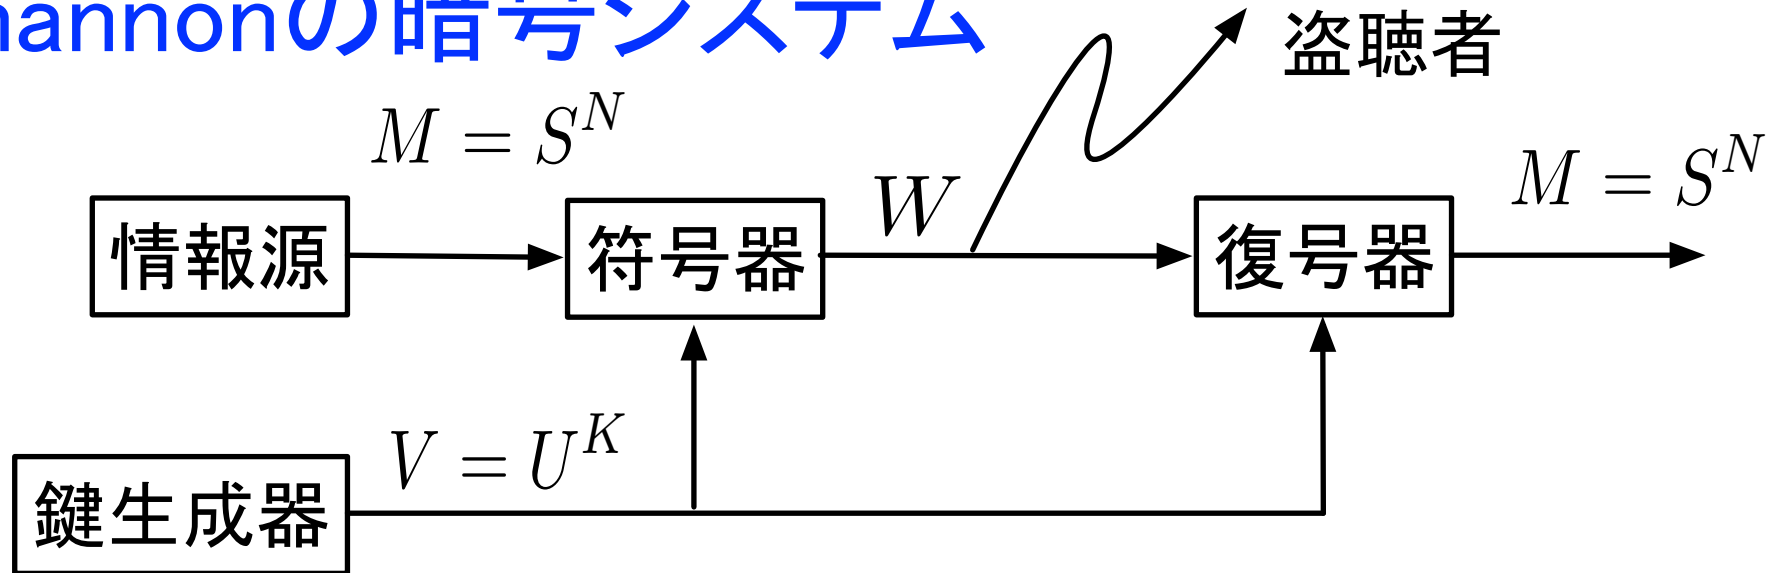 hannonの暗号システム
盗聴者
M = S^N
M = S^N
W
情報源
符号器
復号器
V = U^K
鍵生成器